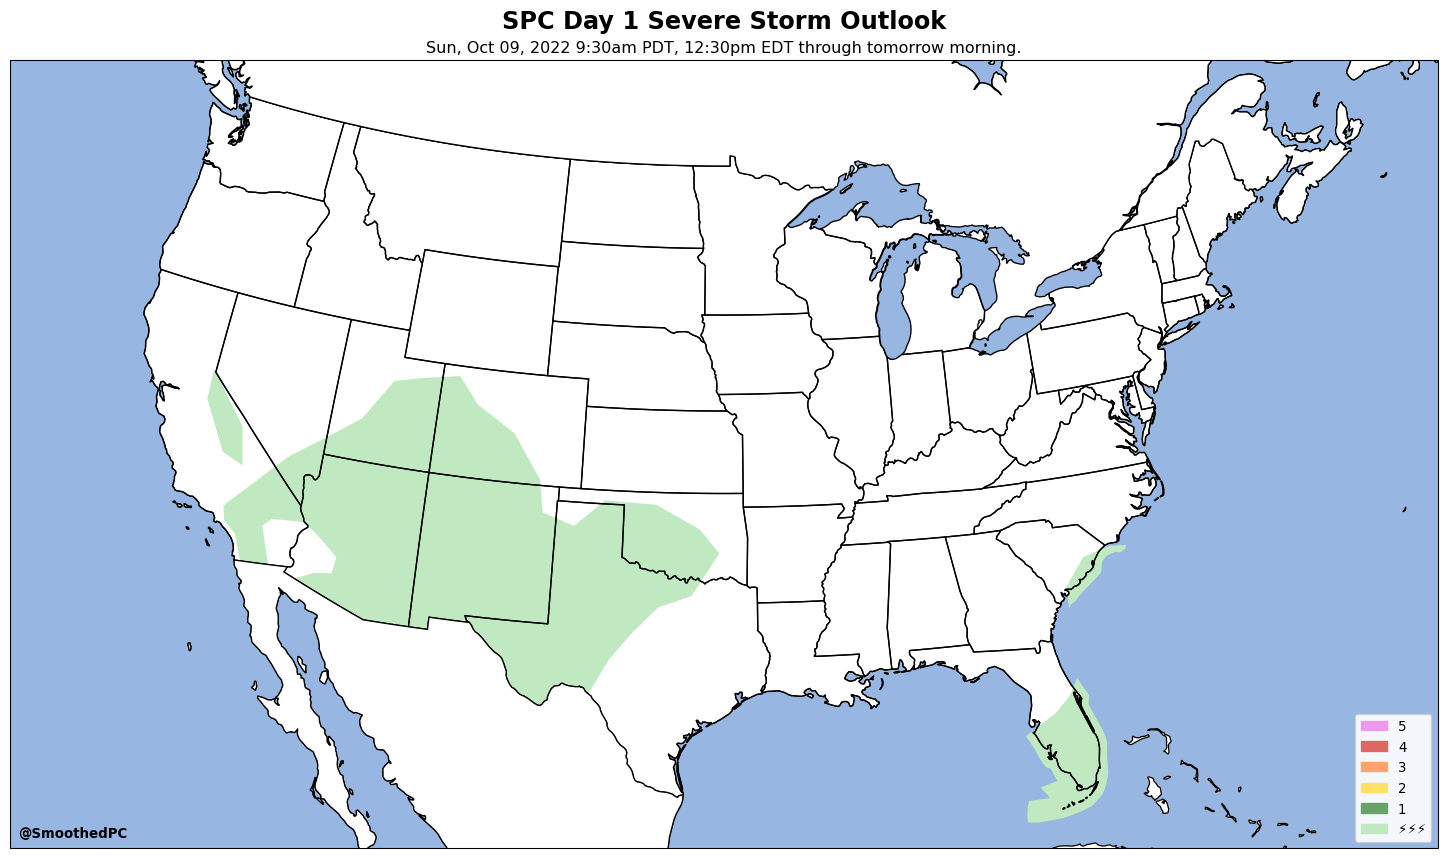 SPC Day 1 Severe Storm Outlook
Sun, Oct 09, 2022 9:30am PDT, 12:30pm EDT through tomorrow morning.
5
4
3
2
1
⚡⚡⚡
@SmoothedPC